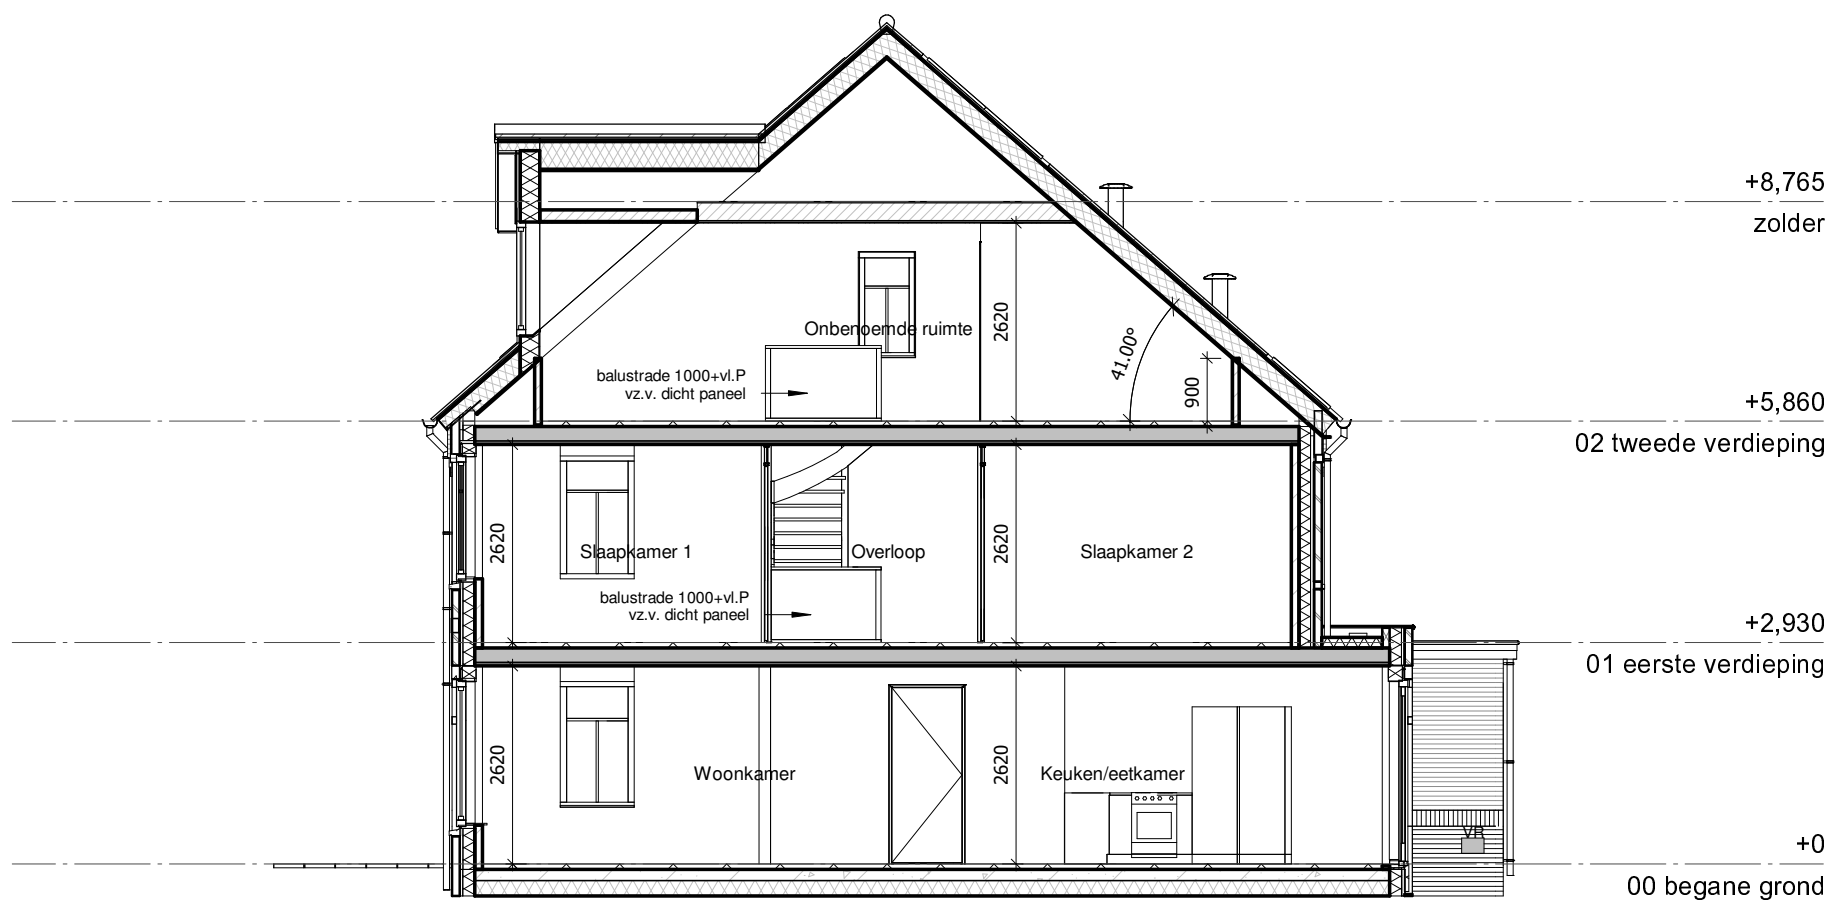 +8,765
zolder
Onbenoemde ruimte
2620
41.00°
balustrade 1000+vl.P
vz.v. dicht paneel
900
+5,860
02 tweede verdieping
2620
Slaapkamer 1
Overloop
2620
Slaapkamer 2
balustrade 1000+vl.P
vz.v. dicht paneel
+2,930
01 eerste verdieping
2620
Woonkamer
2620
Keuken/eetkamer
VR
+0
00 begane grond